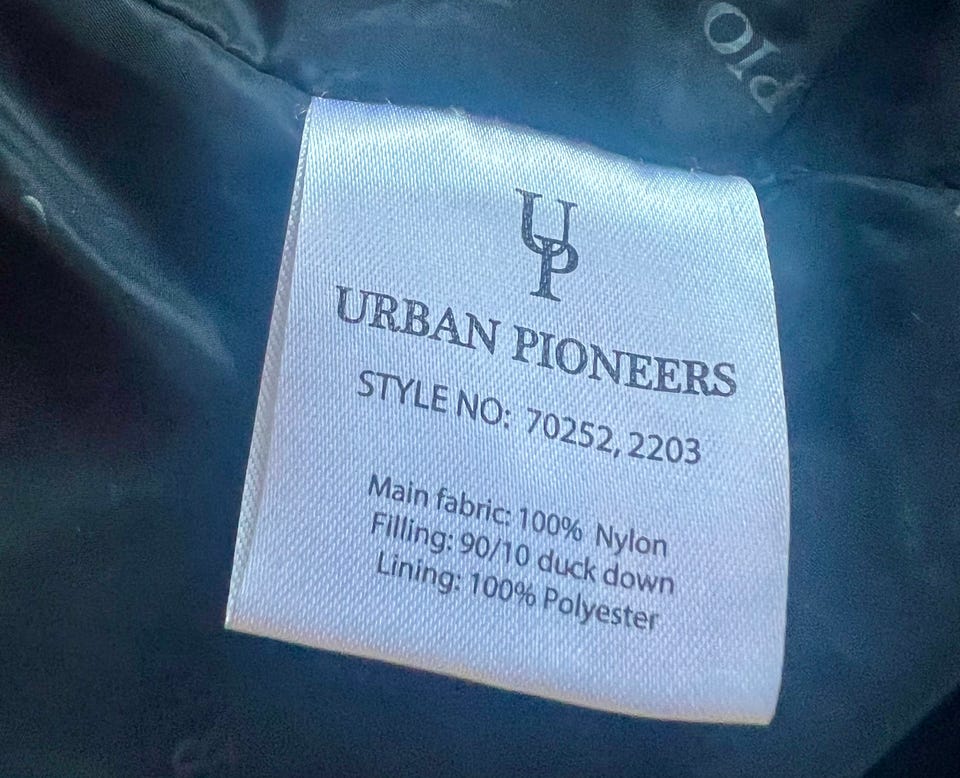 Old
UP
URBAN PIONEERS
STYLE NO: 70252, 2203
Main fabric: 100% Nylon
Filling: 90/10 duck down
Lining: 100% Polyester